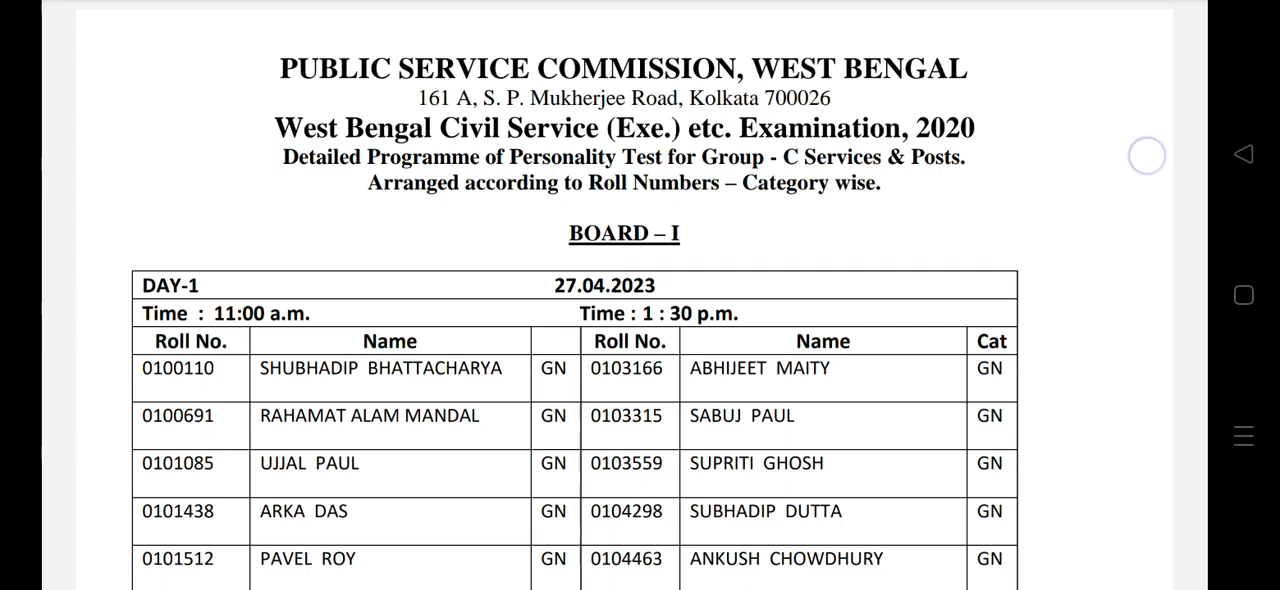 PUBLIC SERVICE COMMISSION, WEST BENGAL
161 A, S. P. Mukherjee Road, Kolkata 700026
West Bengal Civil Service (Exe.) etc. Examination, 2020
Detailed Programme of Personality Test for Group - C Services & Posts.
Arranged according to Roll Numbers – Category wise.
BOARD – I
DAY-1 27.04.2023
Time : 11:00 a.m. Time : 1 : 30 p.m.
Roll No. Name Roll No. Name Cat
0100110 SHUBHADIP BHATTACHARYA GN 0103166 ABHIJEET MAITY GN
0100691 RAHAMAT ALAM MANDAL GN 0103315 SABUJ PAUL GN
0101085 UJJAL PAUL GN 0103559 SUPRITI GHOSH GN
0101438 ARKA DAS GN 0104298 SUBHADIP DUTTA GN
0101512 PAVEL ROY GN 0104463 ANKUSH CHOWDHURY GN